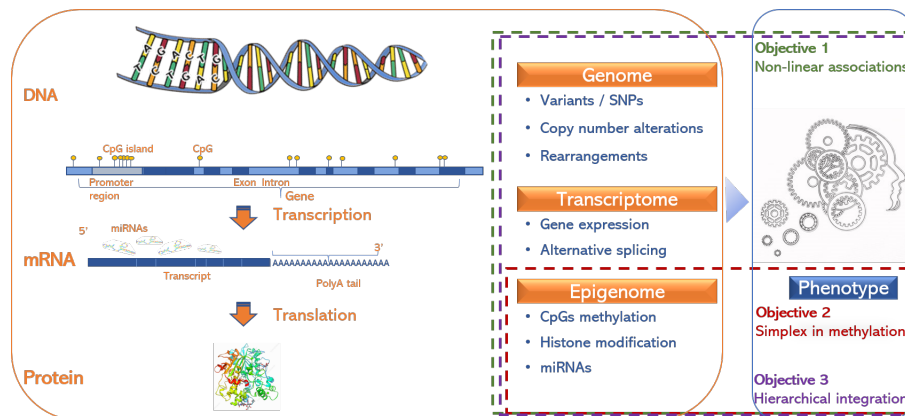 DNA
CpG island
CpG
Promoter
region
Exon
Intron
Gene
Transcription
5'
miRNAs
3'
mRNA
Transcript
AAAAAAAAAAAAAAAAAAAAA
PolyA tail
Translation
Protein
Genome
• Variants / SNPs
• Copy number alterations
• Rearrangements
Transcriptome
• Gene expression
• Alternative splicing
Epigenome
• CpGs methylation
• Histone modification
• miRNAs
Objective 1
Non-linear associations
Phenotype
Objective 2
Simplex in methylation
Objective 3
Hierarchical integration